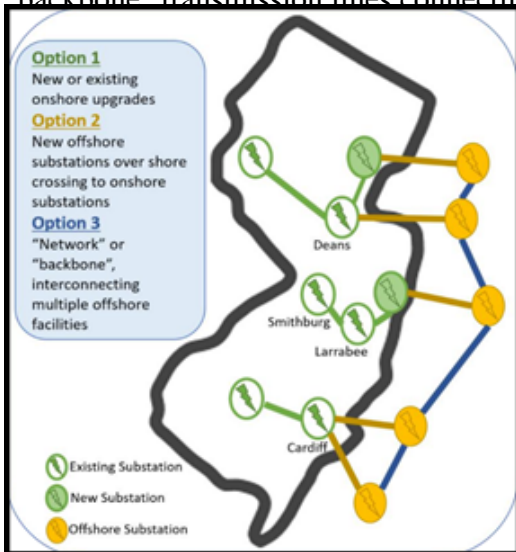 Option 1
New or existing
onshore upgrades
Option 2
New offshore
substations over shore
crossing to onshore
substations
Option 3
"Network" or
"backbone",
interconnecting
multiple offshore
facilities
Deans
Smithburg
Larrabee
Cardiff
Existing Substation
New Substation
Offshore Substation